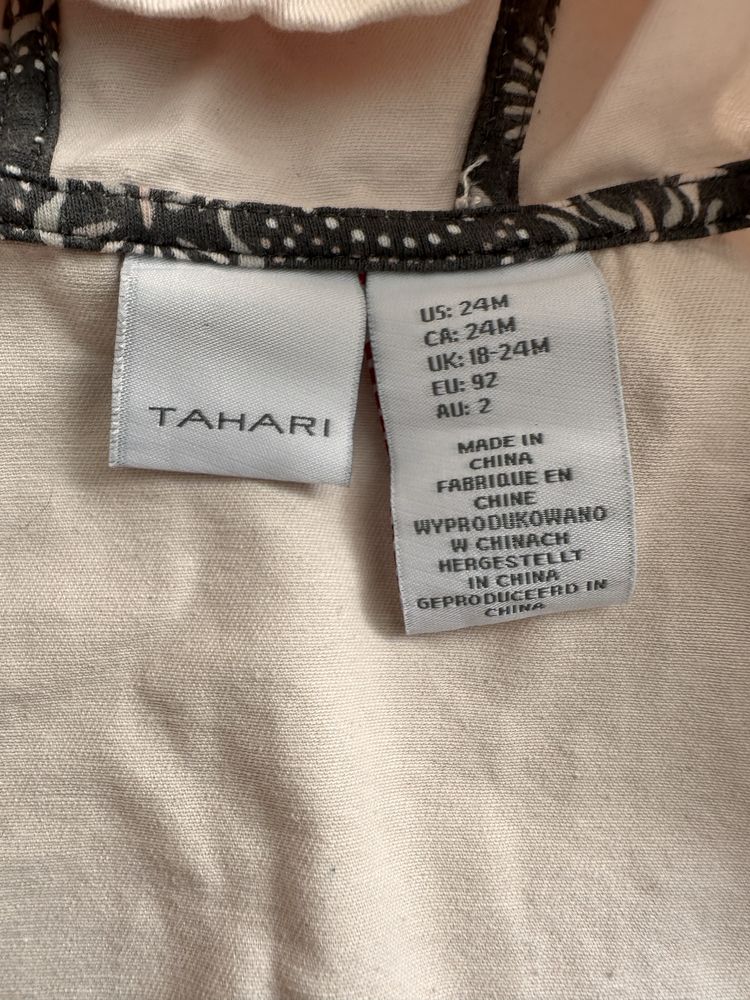 TAHARI
US: 24M
CA: 24M
UK: 18-24M
EU: 92
AU: 2
MADE IN
CHINA
FABRIQUE EN
CHINE
WYPRODUKOWANO
W CHINACH
HERGESTELLT
IN CHINA
GEPRODUCEERD IN
CHINA